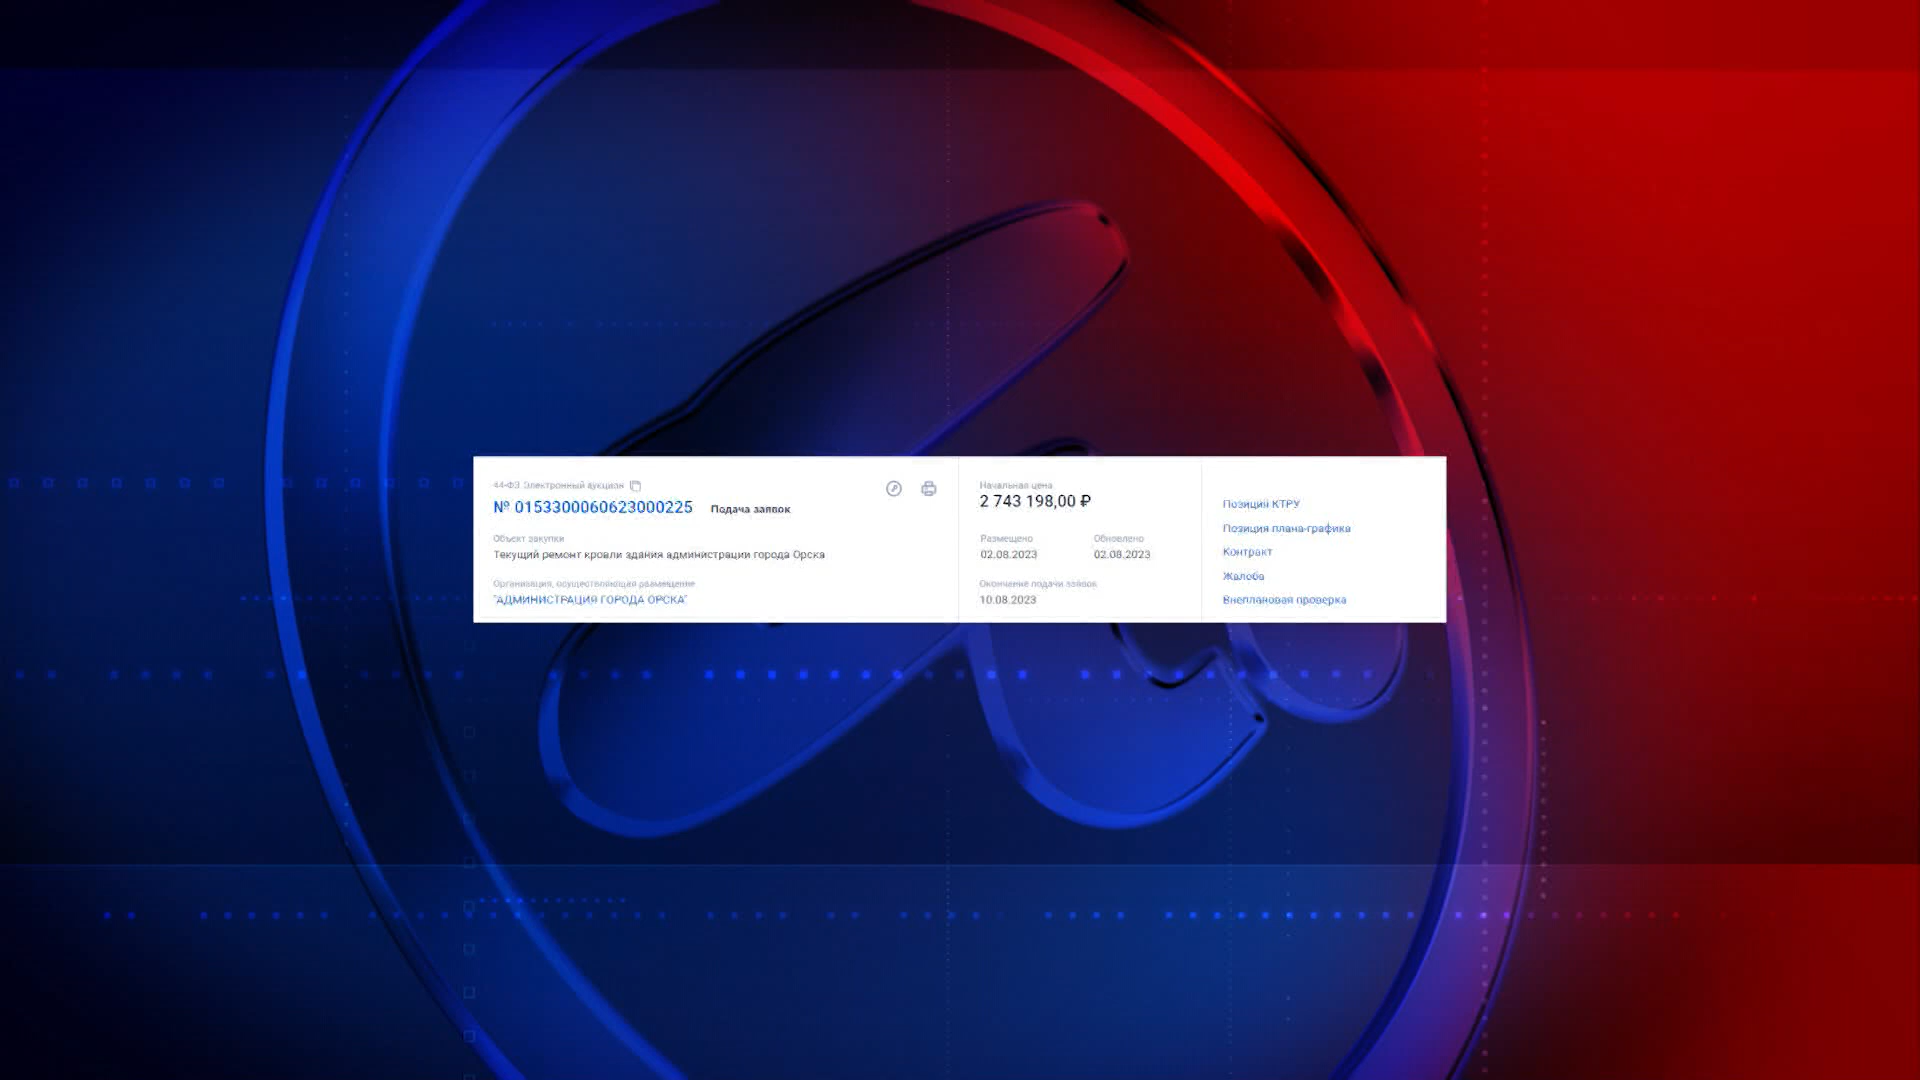 44-ФЗ Электронный аукцион
№ 0153300060623000225 Подача заявок
Объект закупки
Текущий ремонт кровли здания администрации города Орска
Организация, осуществляющая размещение
"АДМИНИСТРАЦИЯ ГОРОДА ОРСКА"
Начальная цена
2 743 198,00 ₽
Размещено Обновлено
02.08.2023 02.08.2023
Окончание подачи заявок
10.08.2023
Позиции КТРУ
Позиция плана-графика
Контракт
Жалоба
Внеплановая проверка